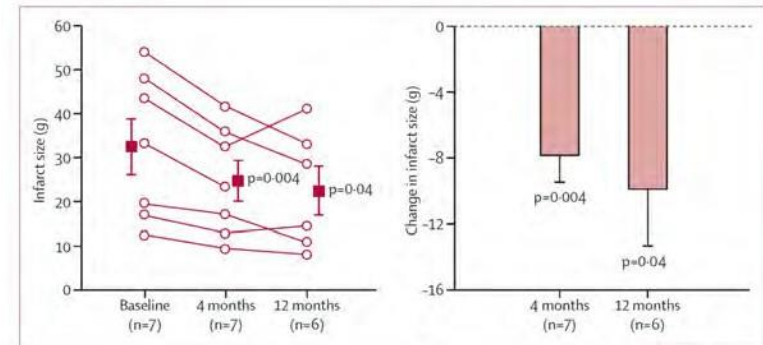 60
50
40
30
20
10
0
Infarct size (g)
p=0·004
p=0·04
Baseline
(n=7)
4 months
(n=7)
12 months
(n=6)
0
-4
-8
-12
-16
Change in infarct size (g)
p=0·004
p=0·04
4 months
(n=7)
12 months
(n=6)